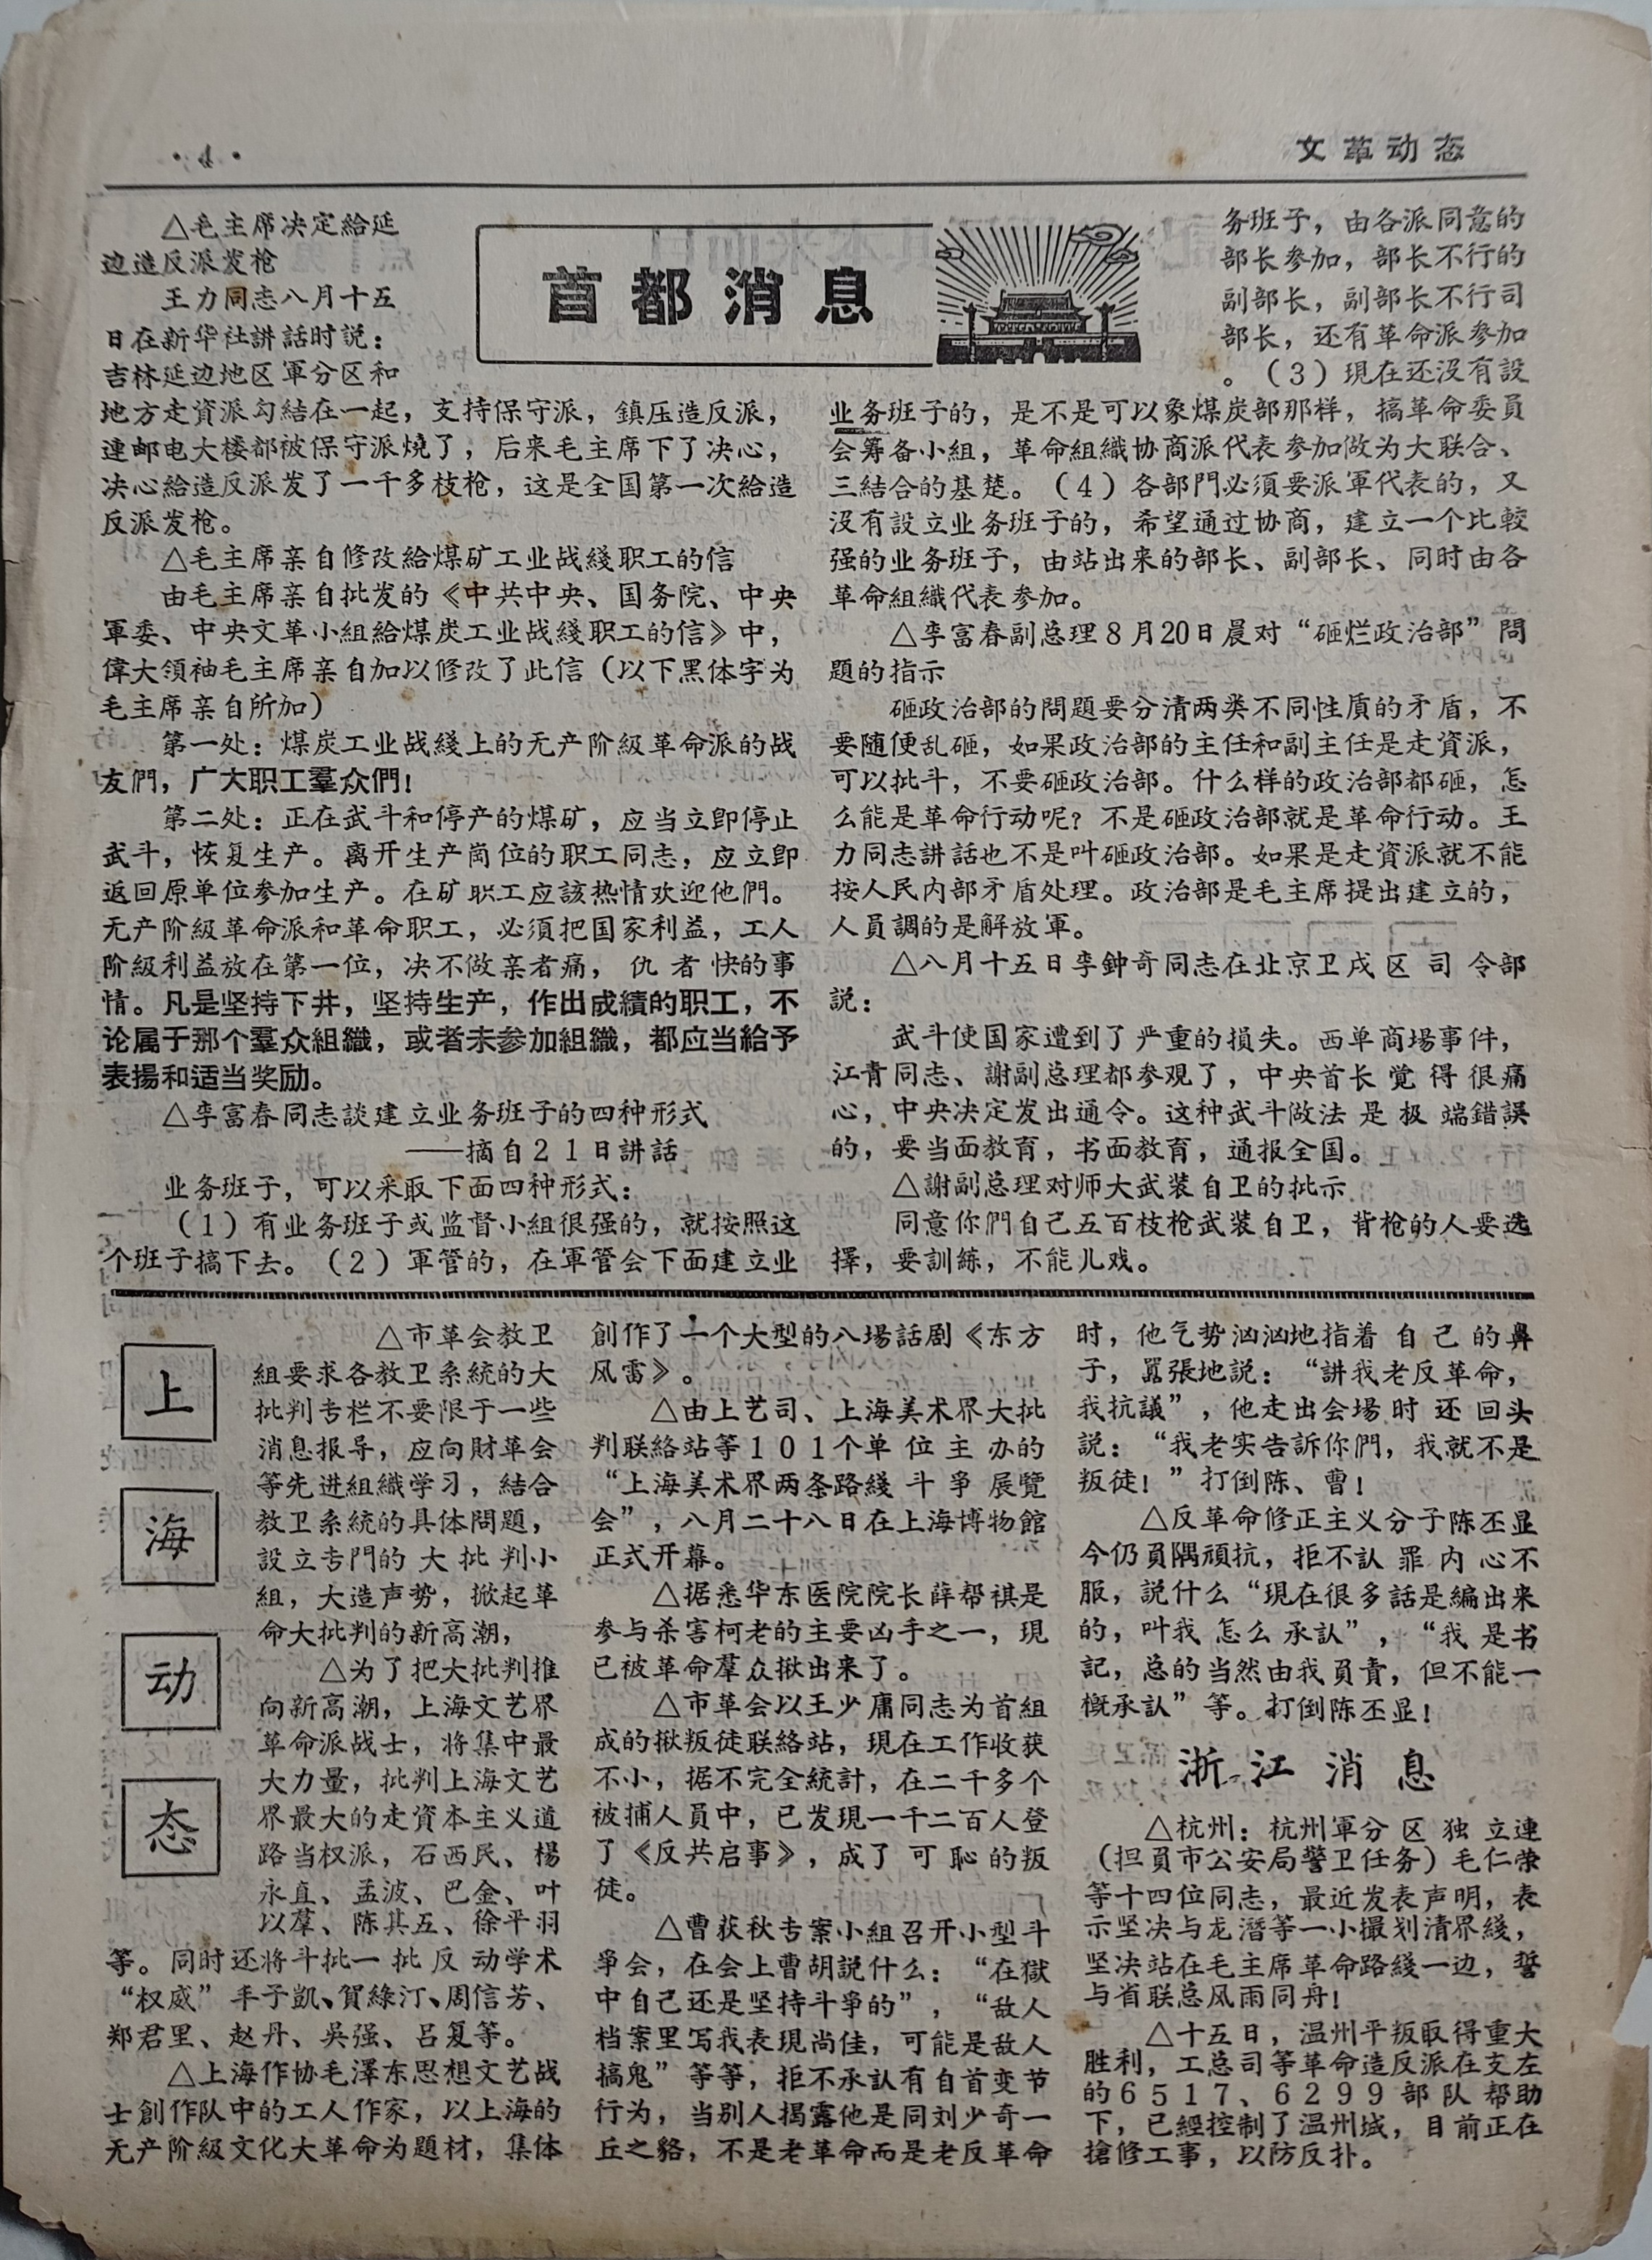 文革动态
首都消息
△毛主席决定給延
边造反派发枪
王力同志八月十五
日在新华社讲話时説：
吉林延边地区軍分区和
地方走資派勾結在一起，支持保守派，鎮压造反派，
連邮电大楼都被保守派燒了，后来毛主席下了决心，
决心給造反派发了一千多枝枪，这是全国第一次給造
反派发枪。
△毛主席亲自修改給煤矿工业战綫职工的信
由毛主席亲自批发的《中共中央、国务院、中央
軍委、中央文革小組給煤炭工业战綫职工的信》中，
偉大領袖毛主席亲自加以修改了此信（以下黑体字为
毛主席亲自所加）
第一处：煤炭工业战綫上的无产阶級革命派的战
友們，广大职工羣众們！
第二处：正在武斗和停产的煤矿，应当立卽停止
武斗，恢复生产。离开生产崗位的职工同志，应立卽
返回原单位参加生产。在矿职工应該热情欢迎他們。
无产阶級革命派和革命职工，必須把国家利益，工人
阶級利益放在第一位，决不做亲者痛，仇者快的事
情。凡是坚持下井，坚持生产，作出成績的职工，不
论属于那个羣众組織，或者未参加組織，都应当給予
表揚和适当奖励。
△李富春同志談建立业务班子的四种形式
——摘自21日讲話
业务班子，可以采取下面四种形式：
（1）有业务班子或监督小組很强的，就按照这
个班子搞下去。（2）軍管的，在軍管会下面建立业
务班子，由各派同意的
部长参加，部长不行的
副部长，副部长不行司
部长，还有革命派参加
。（3）現在还沒有設
业务班子的，是不是可以象煤炭部那样，搞革命委員
会筹备小組，革命組織协商派代表参加做为大联合、
三結合的基楚。（4）各部門必須要派軍代表的，又
沒有設立业务班子的，希望通过协商，建立一个比較
强的业务班子，由站出来的部长、副部长、同时由各
革命組織代表参加。
△李富春副总理8月20日晨对“砸烂政治部”問
題的指示
砸政治部的問題要分清两类不同性质的矛盾，不
要随便乱砸，如果政治部的主任和副主任是走資派，
可以批斗，不要砸政治部。什么样的政治部都砸，怎
么能是革命行动呢？不是砸政治部就是革命行动。王
力同志讲話也不是叫砸政治部。如果是走資派就不能
按人民内部矛盾处理。政治部是毛主席提出建立的，
人員調的是解放軍。
△八月十五日李鈡奇同志在北京卫戍区司令部
説：
武斗使国家遭到了严重的損失。西单商場事件，
江青同志、謝副总理都参观了，中央首长觉得很痛
心，中央决定发出通令。这种武斗做法是极端錯誤
的，要当面教育，书面教育，通报全国。
△謝副总理对师大武装自卫的批示
同意你們自己五百枝枪武装自卫，背枪的人要选
擇，要訓練，不能儿戏。
上海动态
△市革会教卫
組要求各教卫系統的大
批判专栏不要限于一些
消息报导，应向財革会
等先进組織学习，結合
教卫系統的具体問題，
設立专門的大批判小
組，大造声势，掀起革
命大批判的新高潮，
△为了把大批判推
向新高潮，上海文艺界
革命派战士，将集中最
大力量，批判上海文艺
界最大的走資本主义道
路当权派，石西民、楊
永直、孟波、巴金、叶
以羣、陈其五、徐平羽
等。同时还将斗批一批反动学术
“权威”丰子凱、賀綠汀、周信芳、
郑君里、赵丹、吳强、吕复等。
△上海作协毛澤东思想文艺战
士創作队中的工人作家，以上海的
无产阶級文化大革命为題材，集体
創作了一个大型的八場話剧《东方
风雷》。
△由上艺司、上海美术界大批
判联絡站等101个单位主办的
“上海美术界两条路綫斗爭展覽
会”，八月二十八日在上海博物館
正式开幕。
△据悉华东医院院长薛帮祺是
参与杀害柯老的主要凶手之一，現
已被革命羣众揪出来了。
△市革会以王少庸同志为首組
成的揪叛徒联絡站，現在工作收获
不小，据不完全統計，在二千多个
被捕人員中，已发現一千二百人登
了《反共启事》，成了可恥的叛
徒。
△曹荻秋专案小組召开小型斗
爭会，在会上曹胡説什么：“在獄
中自己还是坚持斗爭的”，“敌人
档案里写我表現尚佳，可能是敌人
搞鬼”等等，拒不承訒有自首变节
行为，当别人揭露他是同刘少奇一
丘之貉，不是老革命而是老反革命
时，他气势汹汹地指着自己的鼻
子，嚣張地説：“讲我老反革命，
我抗議”，他走出会場时还回头
説：“我老实告訴你們，我就不是
叛徒！”打倒陈、曹！
△反革命修正主义分子陈丕显
今仍負隅頑抗，拒不訒罪内心不
服，説什么“現在很多話是編出来
的，叫我怎么承訒”，“我是书
記，总的当然由我負責，但不能一
槪承訒”等。打倒陈丕显！
浙江消息
△杭州：杭州軍分区独立連
（担負市公安局警卫任务）毛仁荣
等十四位同志，最近发表声明，表
示坚决与龙潛等一小撮划清界綫，
坚决站在毛主席革命路綫一边，誓
与省联总风雨同舟！
△十五日，温州平叛取得重大
胜利，工总司等革命造反派在支左
的6517、6299部队帮助
下，已經控制了温州城，目前正在
搶修工事，以防反扑。